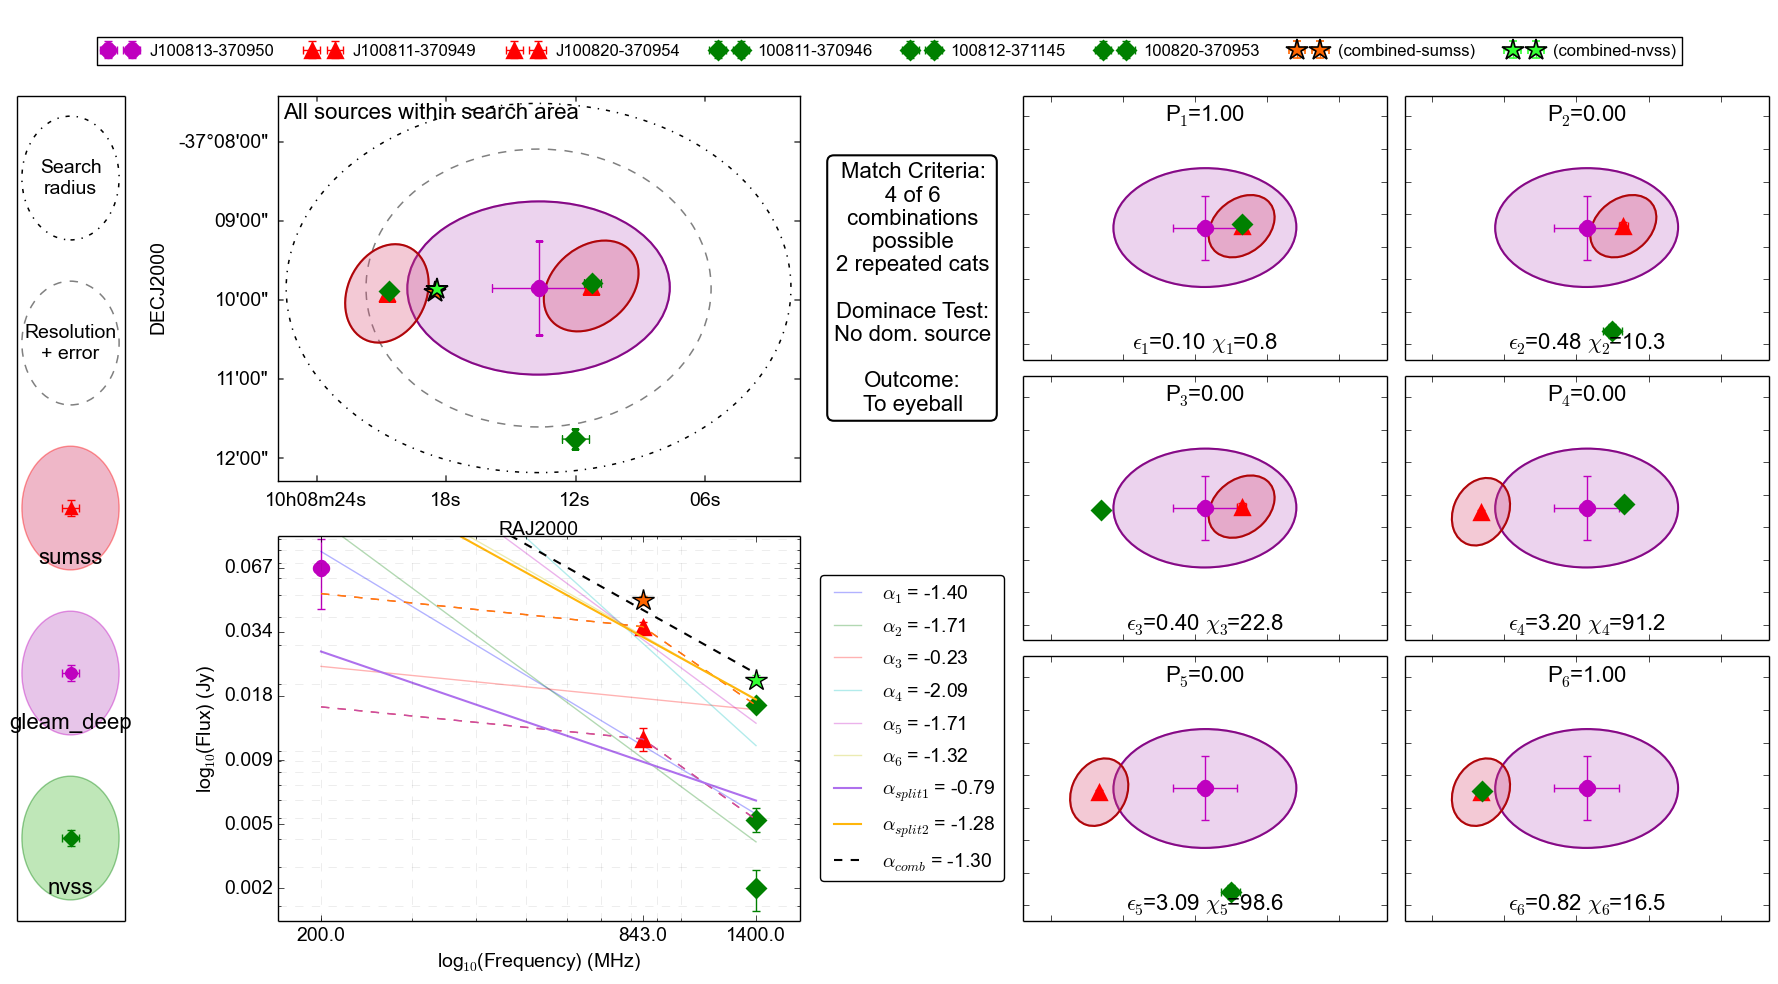 J100813-370950 J100811-370949 J100820-370954 100811-370946 100812-371145 100820-370953 (combined-sumss) (combined-nvss)
Search
radius
Resolution
+ error
sumss
gleam_deep
nvss
All sources within search area
DECJ2000
-37°08'00"
09'00"
10'00"
11'00"
12'00"
10h08m24s 18s 12s 06s
RAJ2000
Match Criteria:
4 of 6
combinations
possible
2 repeated cats
Dominace Test:
No dom. source
Outcome:
To eyeball
log10(Flux) (Jy)
0.067
0.034
0.018
0.009
0.005
0.002
200.0 843.0 1400.0
log10(Frequency) (MHz)
α1 = -1.40
α2 = -1.71
α3 = -0.23
α4 = -2.09
α5 = -1.71
α6 = -1.32
αsplit1 = -0.79
αsplit2 = -1.28
αcomb = -1.30
P1=1.00
ϵ1=0.10 χ1=0.8
P2=0.00
ϵ2=0.48 χ2=10.3
P3=0.00
ϵ3=0.40 χ3=22.8
P4=0.00
ϵ4=3.20 χ4=91.2
P5=0.00
ϵ5=3.09 χ5=98.6
P6=1.00
ϵ6=0.82 χ6=16.5